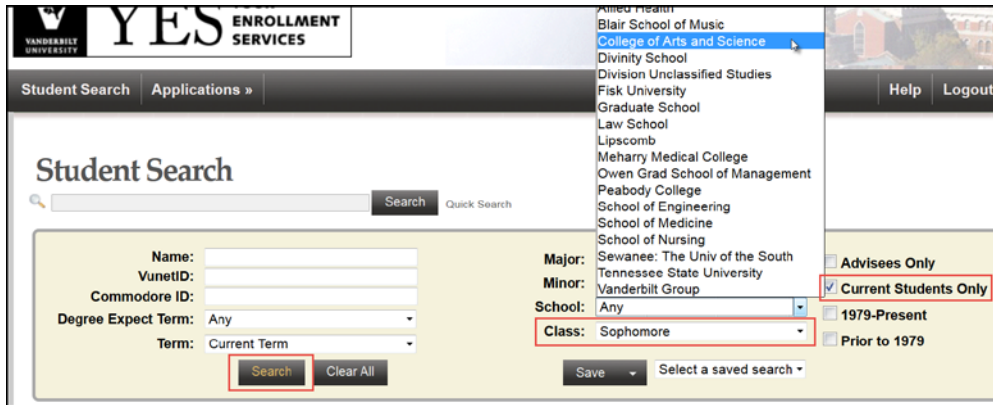 YES
ENROLLMENT
SERVICES
VANDERBILT
UNIVERSITY
Allied Health
Blair School of Music
College of Arts and Science
Divinity School
Division Unclassified Studies
Fisk University
Graduate School
Law School
Lipscomb
Meharry Medical College
Owen Grad School of Management
Peabody College
School of Engineering
School of Medicine
School of Nursing
Sewanee: The Univ of the South
Tennessee State University
Vanderbilt Group
Student Search Applications » Help Logout
Student Search
Search Quick Search
Name:
VunetID:
Commodore ID:
Degree Expect Term: Any
Term: Current Term
Search Clear All
Major:
Minor:
School: Any
Class: Sophomore
Save Select a saved search
Advisees Only
Current Students Only
1979-Present
Prior to 1979